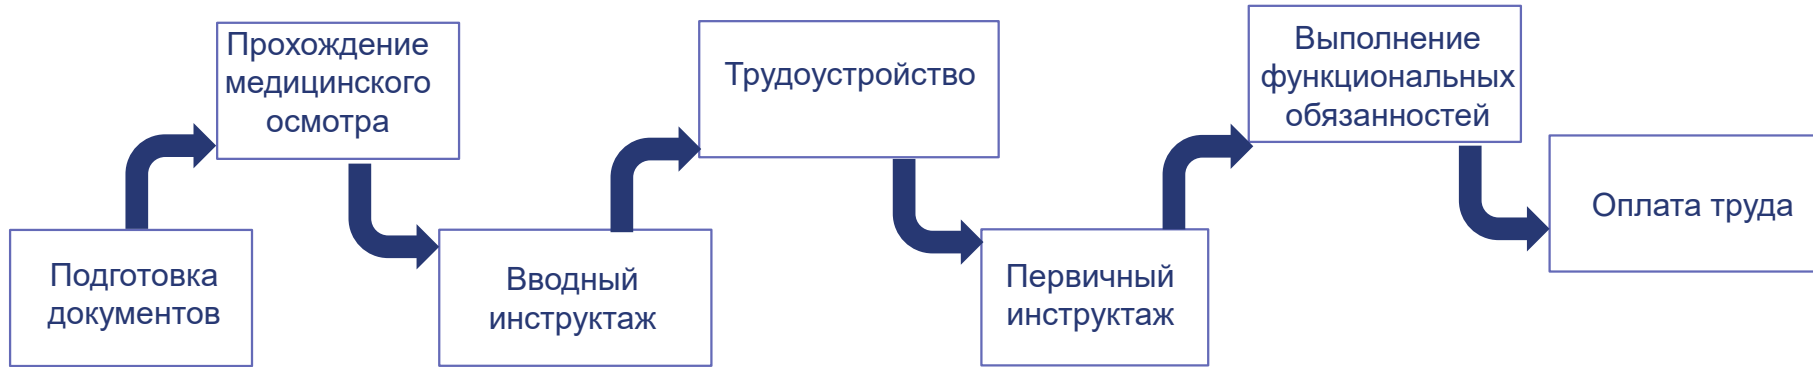 Подготовка
документов
Прохождение
медицинского
осмотра
Вводный
инструктаж
Трудоустройство
Первичный
инструктаж
Выполнение
функциональных
обязанностей
Оплата труда